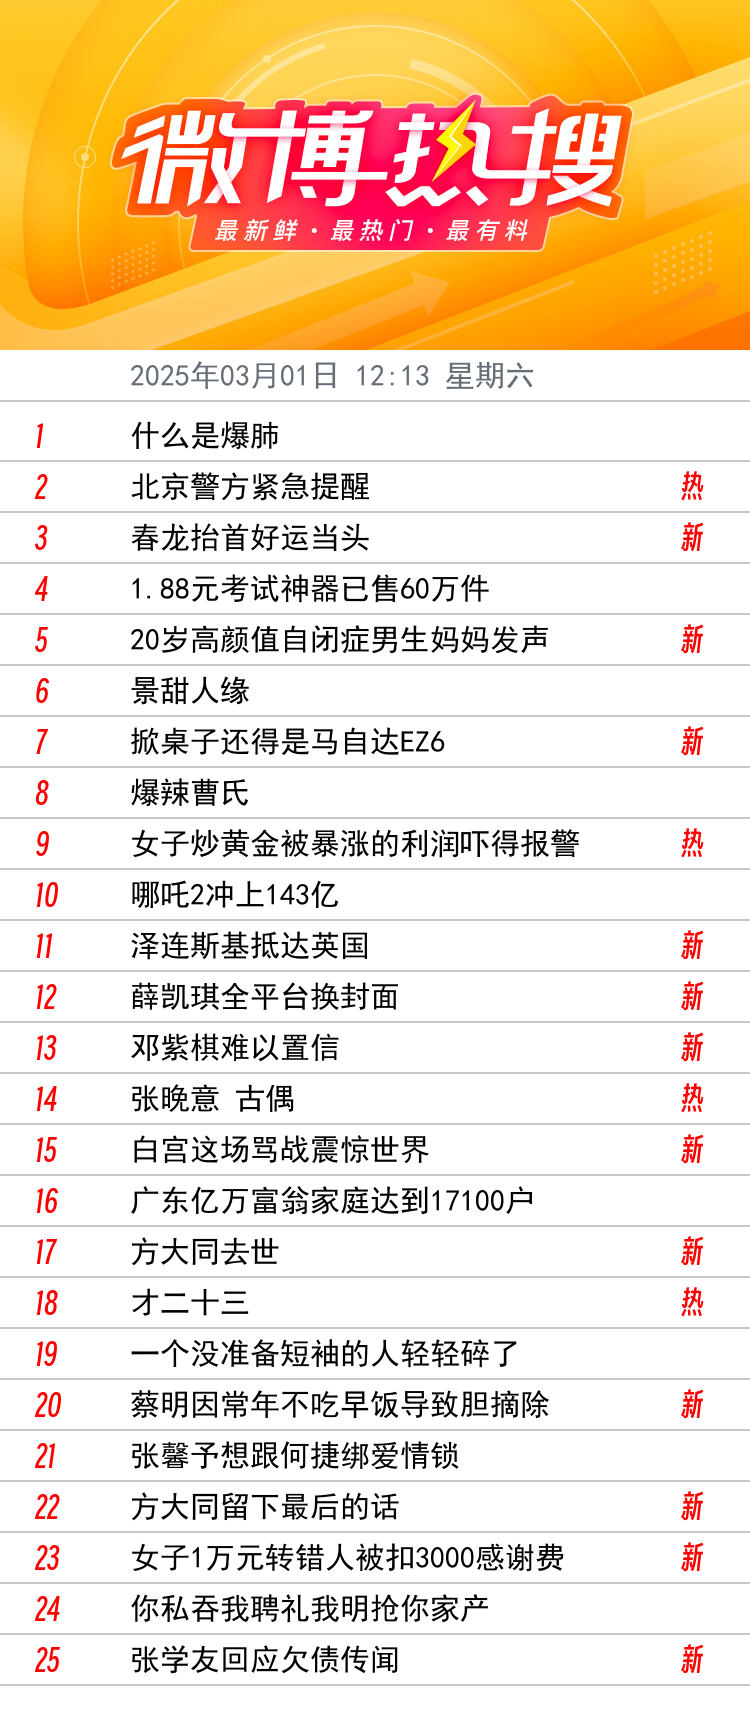 微博热搜
最新鲜·最热门·最有料
2025年03月01日 12:13 星期六
1 什么是爆肺
2 北京警方紧急提醒 热
3 春龙抬首好运当头 新
4 1.88元考试神器已售60万件
5 20岁高颜值自闭症男生妈妈发声 新
6 景甜人缘
7 掀桌子还得是马自达EZ6 新
8 爆辣曹氏
9 女子炒黄金被暴涨的利润吓得报警 热
10 哪吒2冲上143亿
11 泽连斯基抵达英国 新
12 薛凯琪全平台换封面 新
13 邓紫棋难以置信 新
14 张晚意 古偶 热
15 白宫这场骂战震惊世界 新
16 广东亿万富翁家庭达到17100户
17 方大同去世 新
18 才二十三 热
19 一个没准备短袖的人轻轻碎了
20 蔡明因常年不吃早饭导致胆摘除 新
21 张馨予想跟何捷绑爱情锁
22 方大同留下最后的话 新
23 女子1万元转错人被扣3000感谢费 新
24 你私吞我聘礼我明抢你家产
25 张学友回应欠债传闻 新